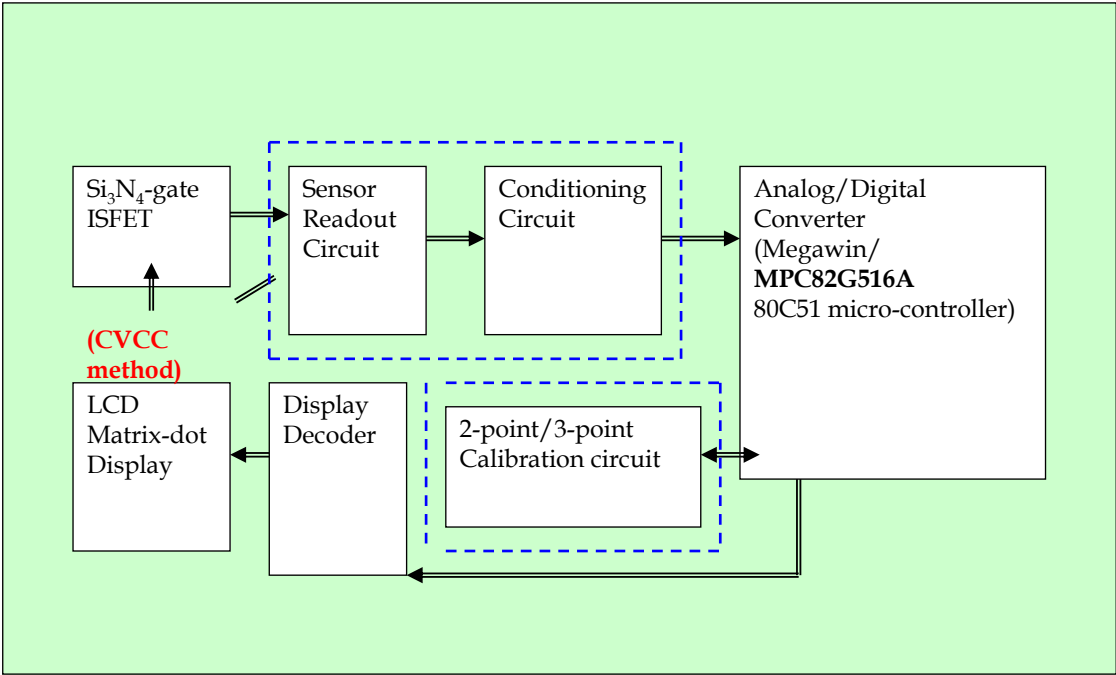 Si₃N₄-gate
ISFET
Sensor
Readout
Circuit
Conditioning
Circuit
Analog/Digital
Converter
(Megawin/
MPC82G516A
80C51 micro-controller)
(CVCC
method)
LCD
Matrix-dot
Display
Display
Decoder
2-point/3-point
Calibration circuit